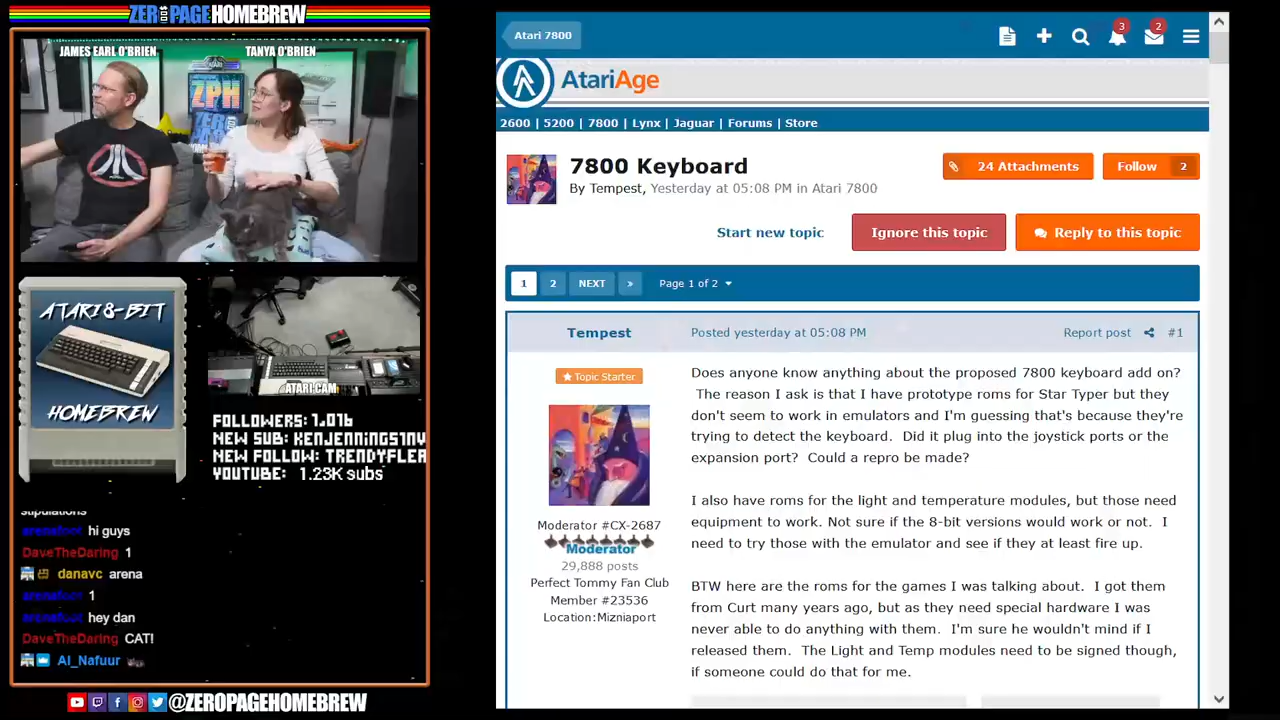 ZERO PAGE HOMEBREW
JAMES EARL O'BRIEN
TANYA O'BRIEN
ATARI
ZPH
ATARI 8-BIT
HOMEBREW
ATARI CAM
FOLLOWERS: 1,016
NEW SUB: KENJENNINGS1NY
NEW FOLLOW: TRENDYFLER
YOUTUBE: 1.23K subs
stipulations
arenafoot hi guys
DaveTheDaring 1
danavc arena
arenafoot 1
arenafoot hey dan
DaveTheDaring CAT!
Al_Nafuur
@ZEROPAGEHOMEBREW
Atari 7800
3
2
AtariAge
2600 | 5200 | 7800 | Lynx | Jaguar | Forums | Store
7800 Keyboard
By Tempest, Yesterday at 05:08 PM in Atari 7800
24 Attachments
Follow 2
Start new topic
Ignore this topic
Reply to this topic
1 2 NEXT » Page 1 of 2
Tempest
Topic Starter
Moderator #CX-2687
Moderator
29,888 posts
Perfect Tommy Fan Club
Member #23536
Location:Mizniaport
Posted yesterday at 05:08 PM
Report post
#1
Does anyone know anything about the proposed 7800 keyboard add on?
The reason I ask is that I have prototype roms for Star Typer but they
don't seem to work in emulators and I'm guessing that's because they're
trying to detect the keyboard. Did it plug into the joystick ports or the
expansion port? Could a repro be made?
I also have roms for the light and temperature modules, but those need
equipment to work. Not sure if the 8-bit versions would work or not. I
need to try those with the emulator and see if they at least fire up.
BTW here are the roms for the games I was talking about. I got them
from Curt many years ago, but as they need special hardware I was
never able to do anything with them. I'm sure he wouldn't mind if I
released them. The Light and Temp modules need to be signed though,
if someone could do that for me.